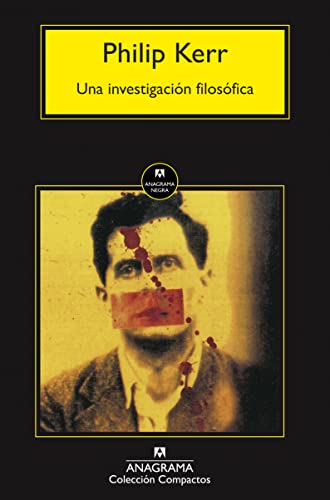 Philip Kerr
Una investigación filosófica
ANAGRAMA
NEGRA
ANAGRAMA
Colección Compactos